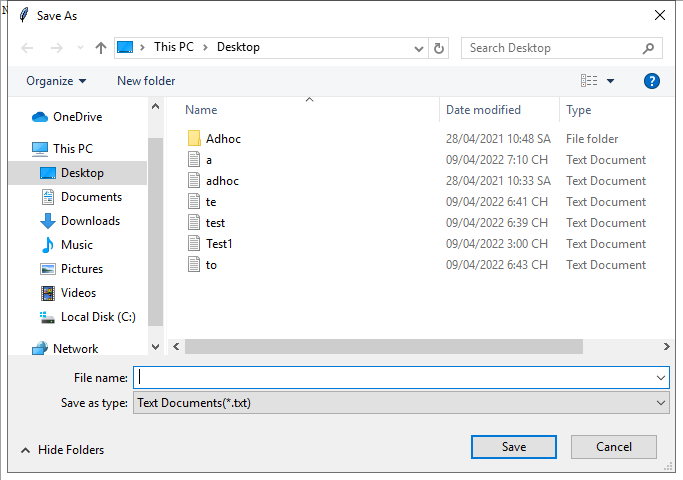 N
Save As
This PC
Desktop
Search Desktop
Organize
New folder
?
Name
Date modified
Type
OneDrive
This PC
Desktop
Documents
Downloads
Music
Pictures
Videos
Local Disk (C:)
Network
Adhoc 28/04/2021 10:48 SA File folder
a 09/04/2022 7:10 CH Text Document
adhoc 28/04/2021 10:33 SA Text Document
te 09/04/2022 6:41 CH Text Document
test 09/04/2022 6:39 CH Text Document
Test1 09/04/2022 3:00 CH Text Document
to 09/04/2022 6:43 CH Text Document
File name:
Save as type: Text Documents(*.txt)
Hide Folders
Save
Cancel